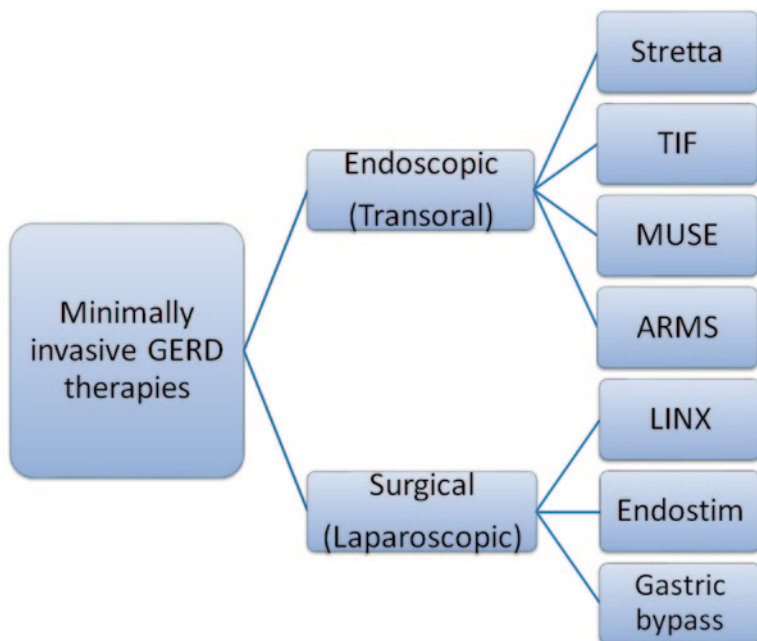 Minimally
invasive GERD
therapies
Endoscopic
(Transoral)
Stretta
TIF
MUSE
ARMS
Surgical
(Laparoscopic)
LINX
Endostim
Gastric
bypass